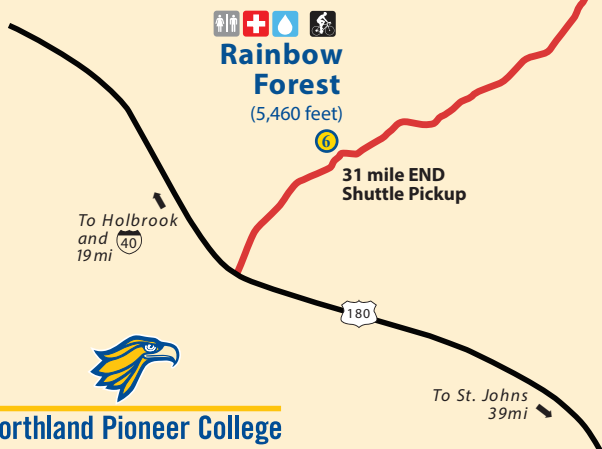 Rainbow
Forest
(5,460 feet)
6
31 mile END
Shuttle Pickup
To Holbrook
and 40
19mi
180
To St. Johns
39mi
orthland Pioneer College